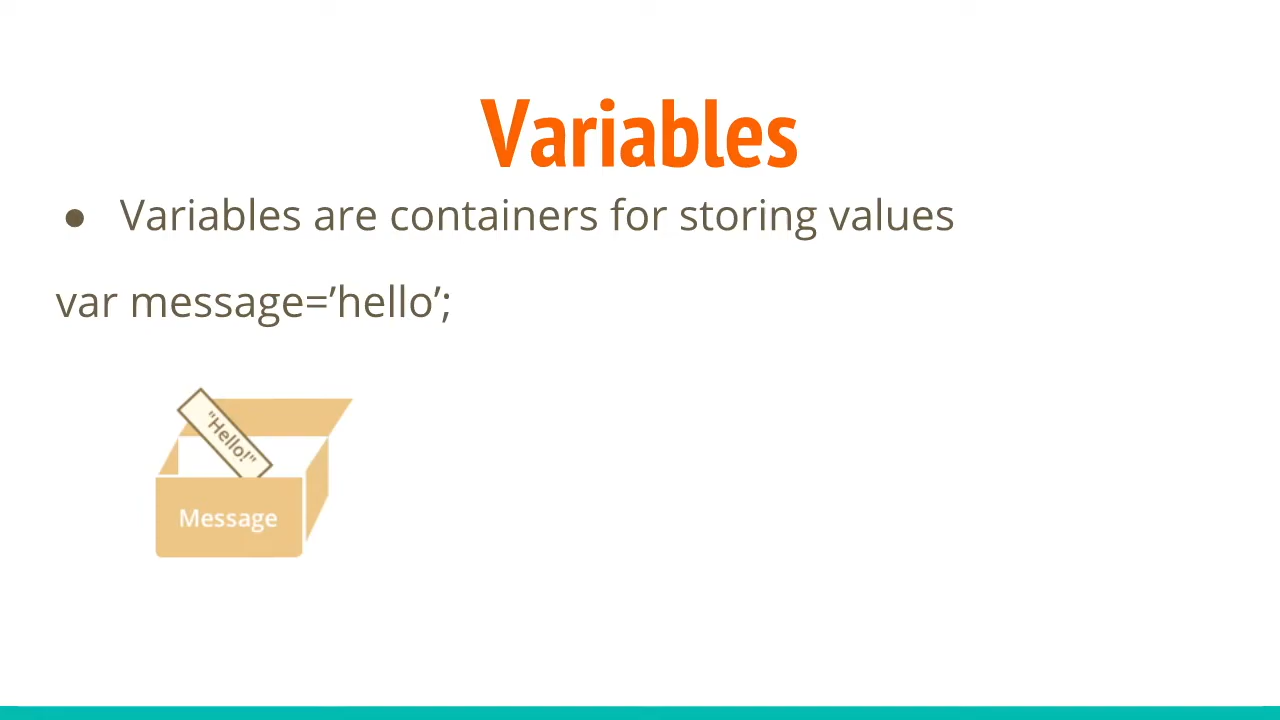 Variables
● Variables are containers for storing values
var message=’hello’;
"Hello!"
Message